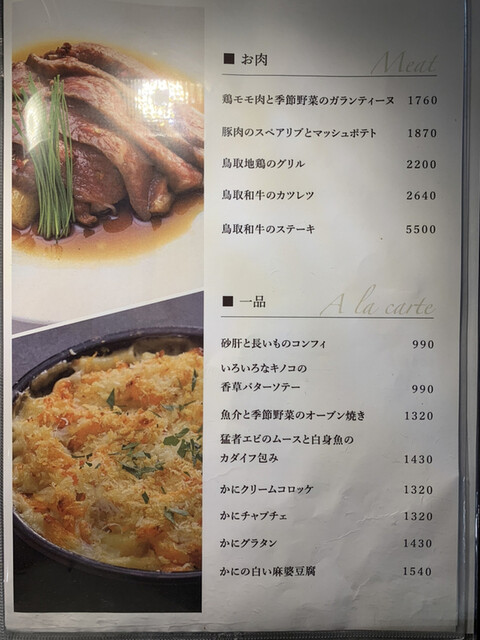 ■ お肉
Meat
鶏モモ肉と季節野菜のガランティーヌ 1760
豚肉のスペアリブとマッシュポテト 1870
鳥取地鶏のグリル 2200
鳥取和牛のカツレツ 2640
鳥取和牛のステーキ 5500
■ 一品
A la carte
砂肝と長いものコンフィ 990
いろいろなキノコの
香草バターソテー 990
魚介と季節野菜のオーブン焼き 1320
猛者エビのムースと白身魚の
カダイフ包み 1430
かにクリームコロッケ 1320
かにチャプチェ 1320
かにグラタン 1430
かにの白い麻婆豆腐 1540